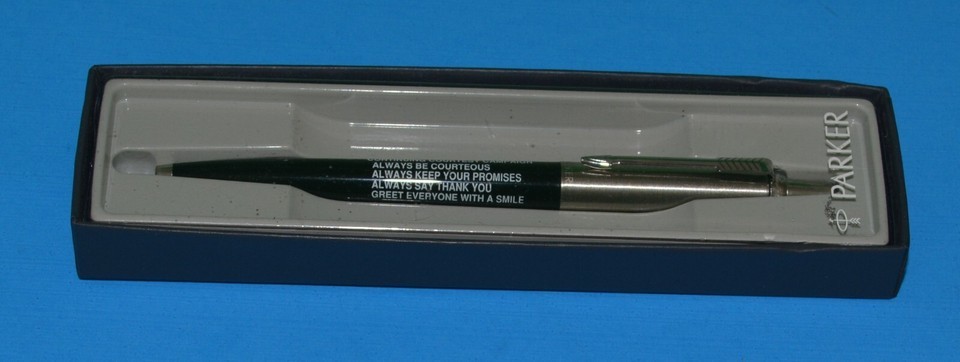 ALWAYS BE COURTEOUS
ALWAYS KEEP YOUR PROMISES
ALWAYS SAY THANK YOU
GREET EVERYONE WITH A SMILE
PARKER